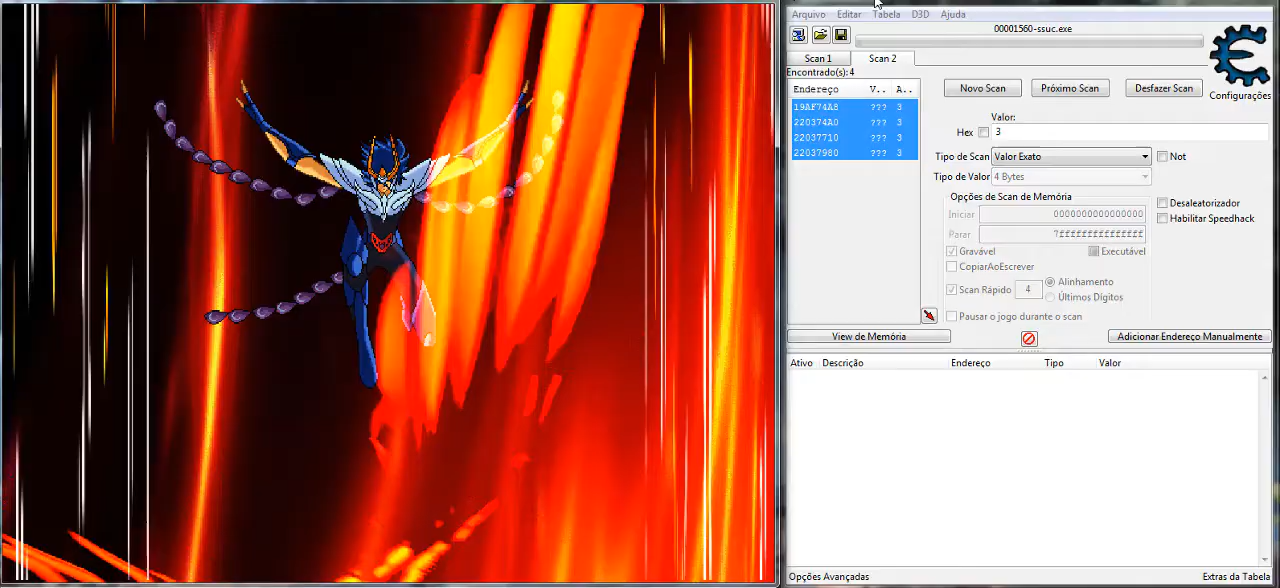 Arquivo Editar Tabela D3D Ajuda
00001560-ssuc.exe
Scan 1 Scan 2
Encontrado(s):4
Endereço V.. A..
19AF74A8 ??? 3
220374A0 ??? 3
22037710 ??? 3
22037980 ??? 3
Novo Scan Próximo Scan Desfazer Scan
Configurações
Valor:
Hex 3
Tipo de Scan Valor Exato Not
Tipo de Valor 4 Bytes
Opções de Scan de Memória
Iniciar 0000000000000000
Parar 7fffffffffffffff
Gravável Executável
CopiarAoEscrever
Scan Rápido 4 Alinhamento
Últimos Dígitos
Pausar o jogo durante o scan
Desaleatorizador
Habilitar Speedhack
View de Memória Adicionar Endereço Manualmente
Ativo Descrição Endereço Tipo Valor
Opções Avançadas Extras da Tabela